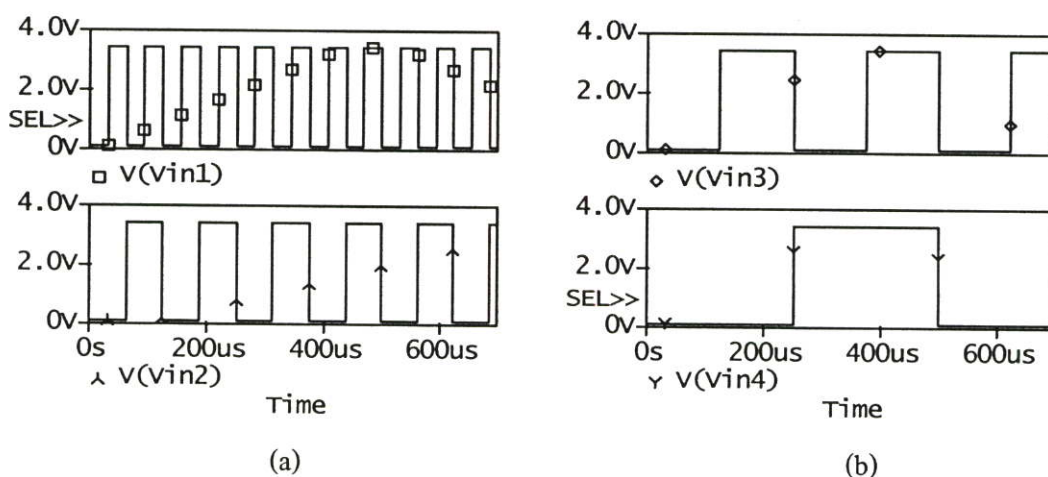 4.0V
2.0V
SEL>>
0V
V(Vin1)
4.0V
2.0V
0V
0s 200us 400us 600us
V(Vin2)
Time
(a)
4.0V
2.0V
0V
V(Vin3)
4.0V
2.0V
SEL>>
0V
0s 200us 400us 600us
V(Vin4)
Time
(b)